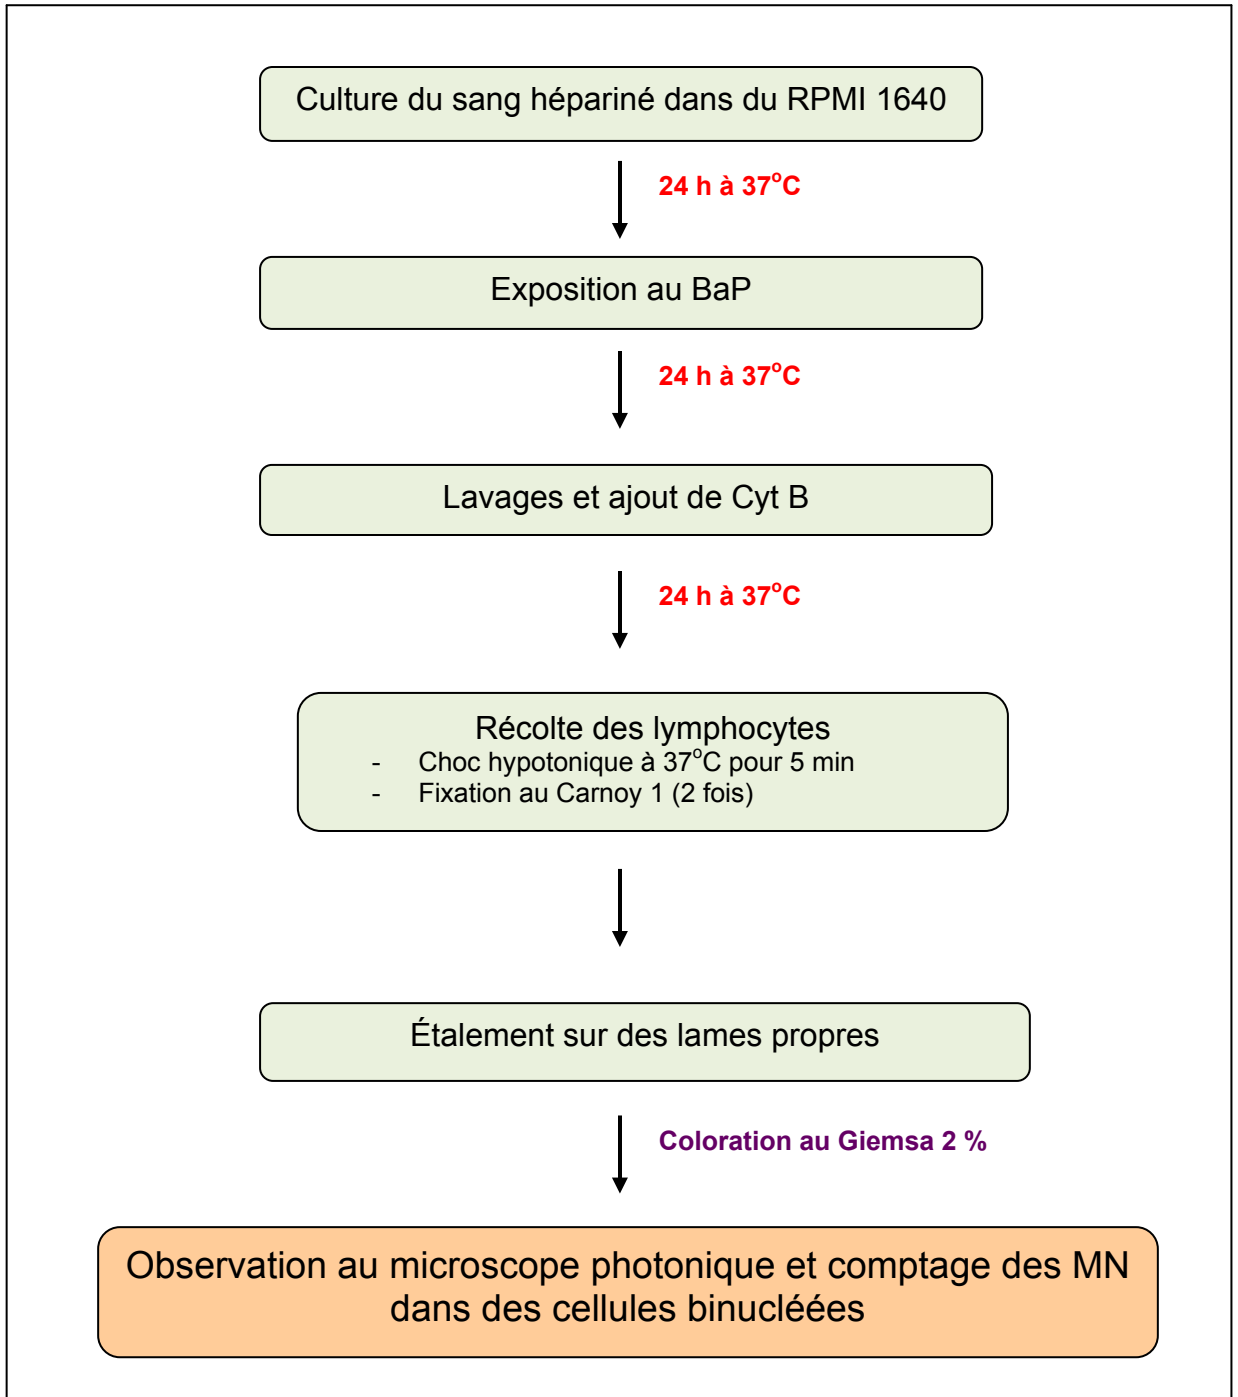 Culture du sang hépariné dans du RPMI 1640
24 h à 37°C
Exposition au BaP
24 h à 37°C
Lavages et ajout de Cyt B
24 h à 37°C
Récolte des lymphocytes
- Choc hypotonique à 37°C pour 5 min
- Fixation au Carnoy 1 (2 fois)
Étalement sur des lames propres
Coloration au Giemsa 2 %
Observation au microscope photonique et comptage des MN
dans des cellules binucléées